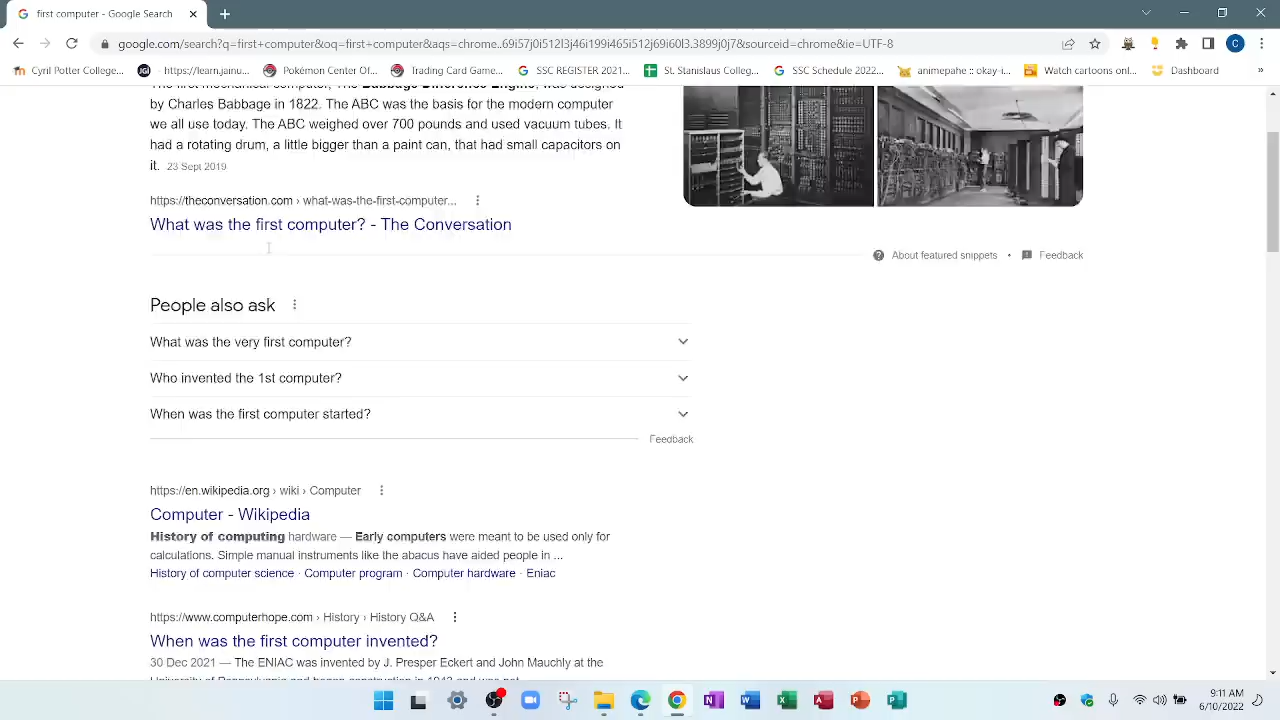 first computer - Google Search
google.com/search?q=first+computer&oq=first+computer&aqs=chrome..69i57j0i512l3j46i199i465i512j69i60l3.3899j0j7&sourceid=chrome&ie=UTF-8
Cyril Potter College... https://learnainu... Pokémonster Of... Trading Card Game... SSC REGSTER 2021... St. Stanislaus Colleg... SSC Schedule 2022... animepahe :: okay-i... Watch cartoons onl... Dashboard »
by Charles Babbage in 1822. The ABC was the basis for the modern computer
we all use today. The ABC weighed over 700 pounds and used vacuum tubes. It
had a rotating drum, a little bigger than a paint can, that had small capacitors on
it. 23 Sept 2019
https://theconversation.com › what-was-the-first-computer...
What was the first computer? - The Conversation
About featured snippets • Feedback
People also ask
What was the very first computer?
Who invented the 1st computer?
When was the first computer started?
Feedback
https://en.wikipedia.org › wiki › Computer
Computer - Wikipedia
History of computing hardware — Early computers were meant to be used only for
calculations. Simple manual instruments like the abacus have aided people in ...
History of computer science · Computer program · Computer hardware · Eniac
https://www.computerhope.com › History › History Q&A
When was the first computer invented?
30 Dec 2021 — The ENIAC was invented by J. Presper Eckert and John Mauchly at the
9:11 AM
6/10/2022